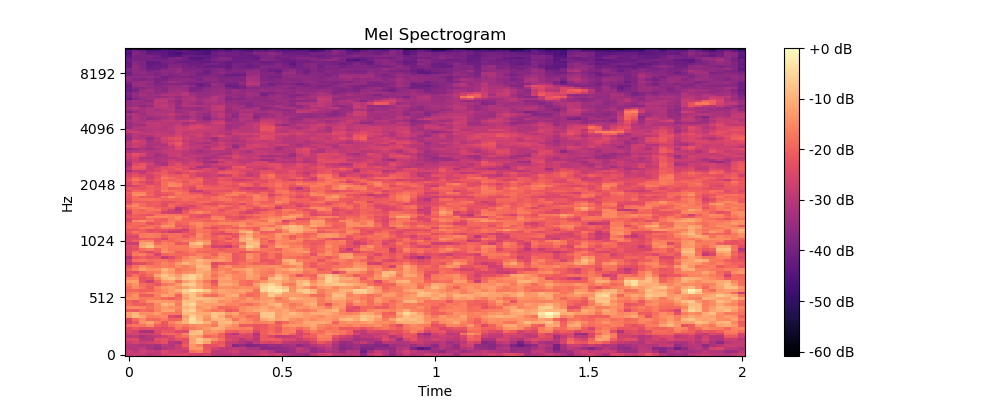 Mel Spectrogram
Hz
8192
4096
2048
1024
512
0
0
0.5
1
1.5
2
Time
+0 dB
-10 dB
-20 dB
-30 dB
-40 dB
-50 dB
-60 dB